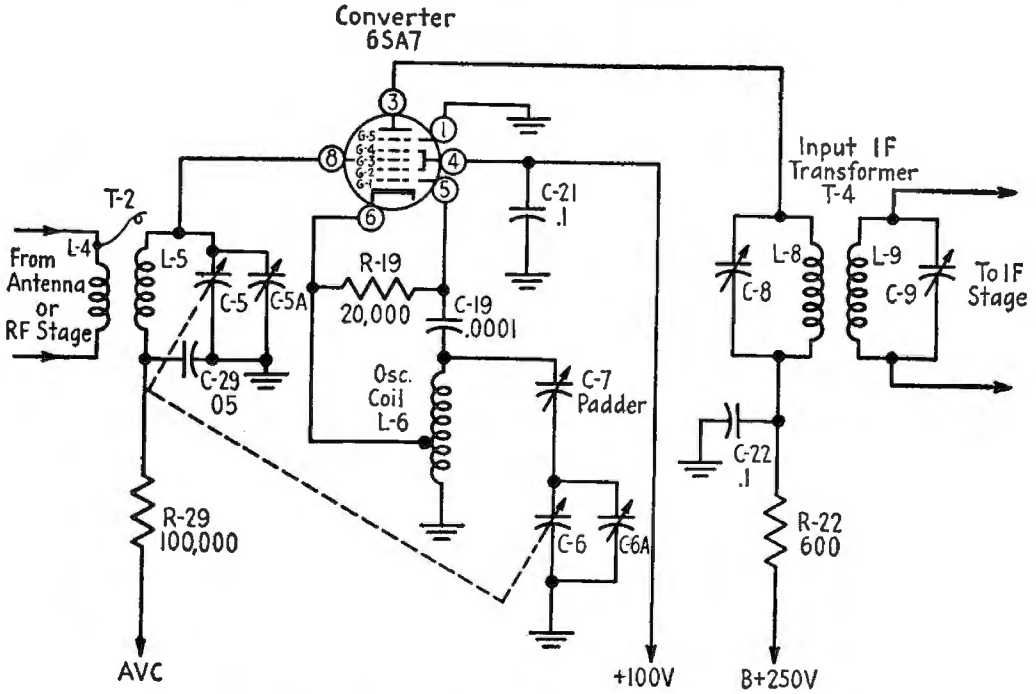 Converter
6SA7
3
1
G-5
G-4
G-3
G-2
G-1
8
4
5
6
T-2
L-4
L-5
From
Antenna
or
RF Stage
C-5
C-5A
C-29
05
R-19
20,000
C-19
.0001
C-21
.1
Osc.
Coil
L-6
C-7
Padder
C-6
C-6A
R-29
100,000
AVC
+100V
Input IF
Transformer
T-4
C-8
L-8
L-9
C-9
To IF
Stage
C-22
.1
R-22
600
B+250V